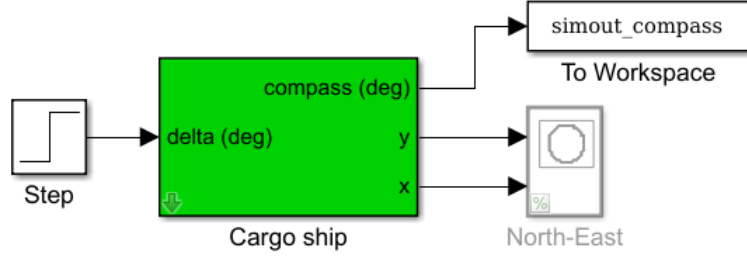 simout_compass
To Workspace
compass (deg)
delta (deg)
y
x
Step
Cargo ship
%
North-East